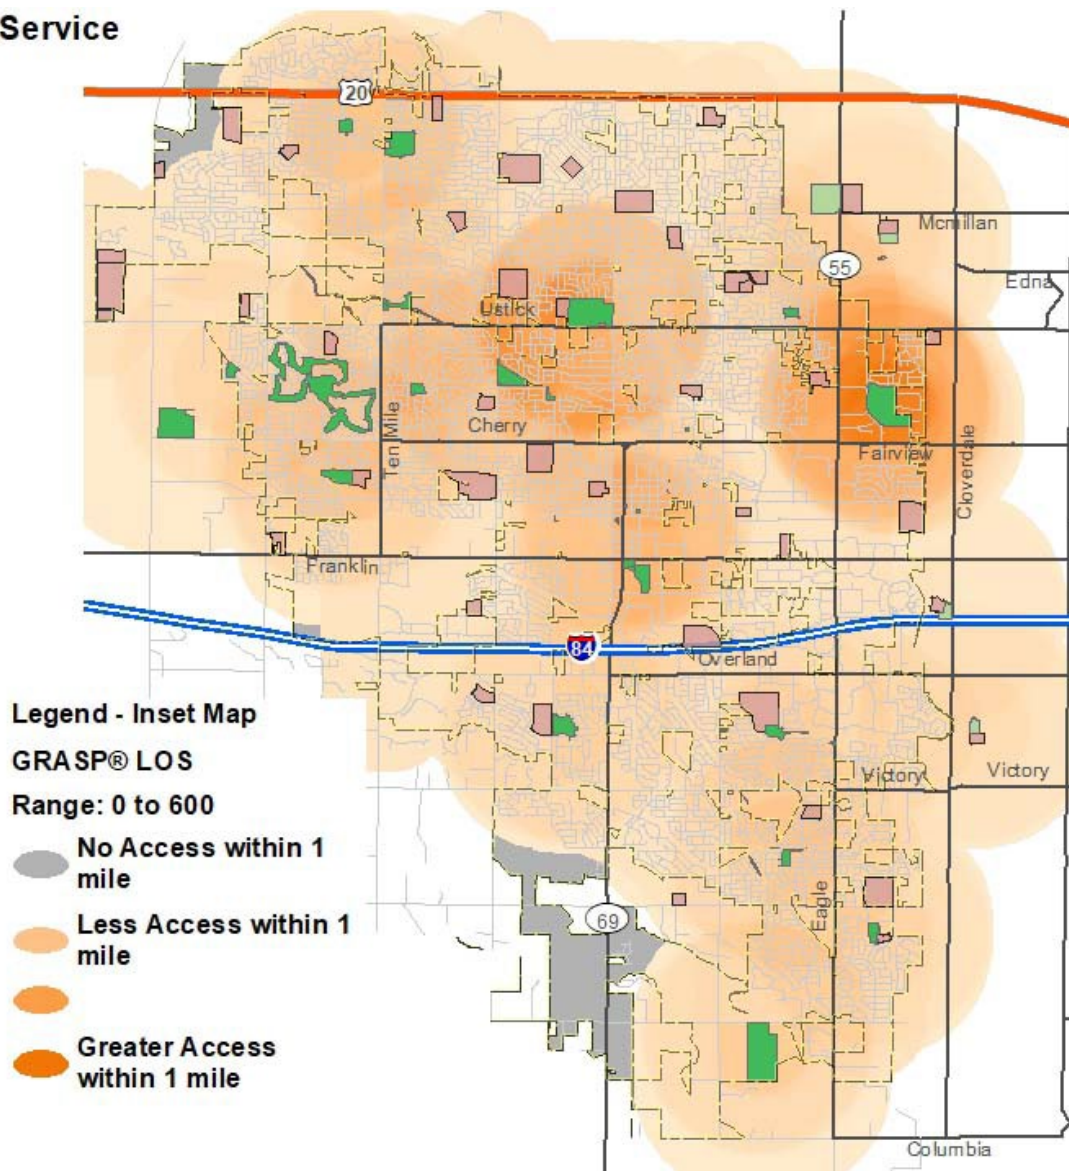 Service
20
Mcmillan
55
Edna
Ustick
Ten Mile
Cherry
Fairview
Cloverdale
Franklin
84
Overland
Legend - Inset Map
GRASP® LOS
Range: 0 to 600
No Access within 1
mile
Less Access within 1
mile
Greater Access
within 1 mile
Victory
Victory
Eagle
69
Columbia